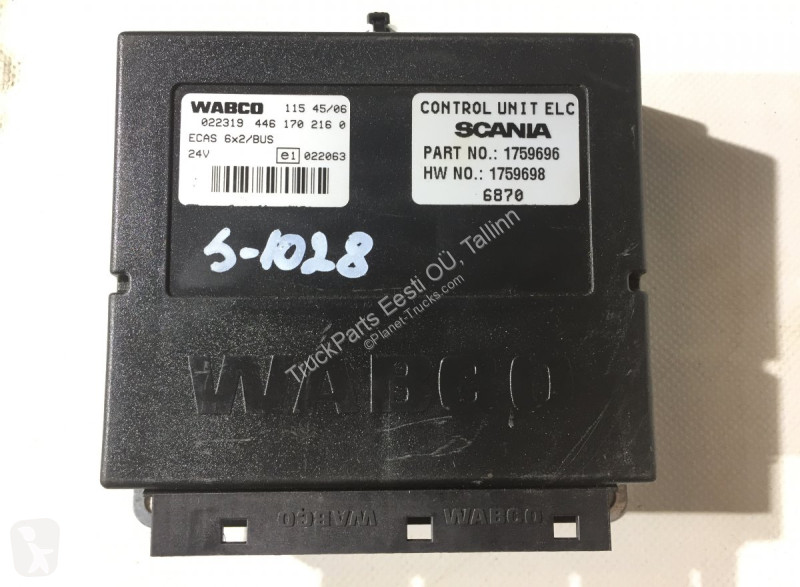 WABCO 115 45/06
022319 446 170 216 0
ECAS 6x2/BUS
24V e1 022063
CONTROL UNIT ELC
SCANIA
PART NO.: 1759696
HW NO.: 1759698
6870
S-1028
TruckParts Eesti OÜ, Tallinn
©Planet-Trucks.com
WABCO
WABCO WABCO